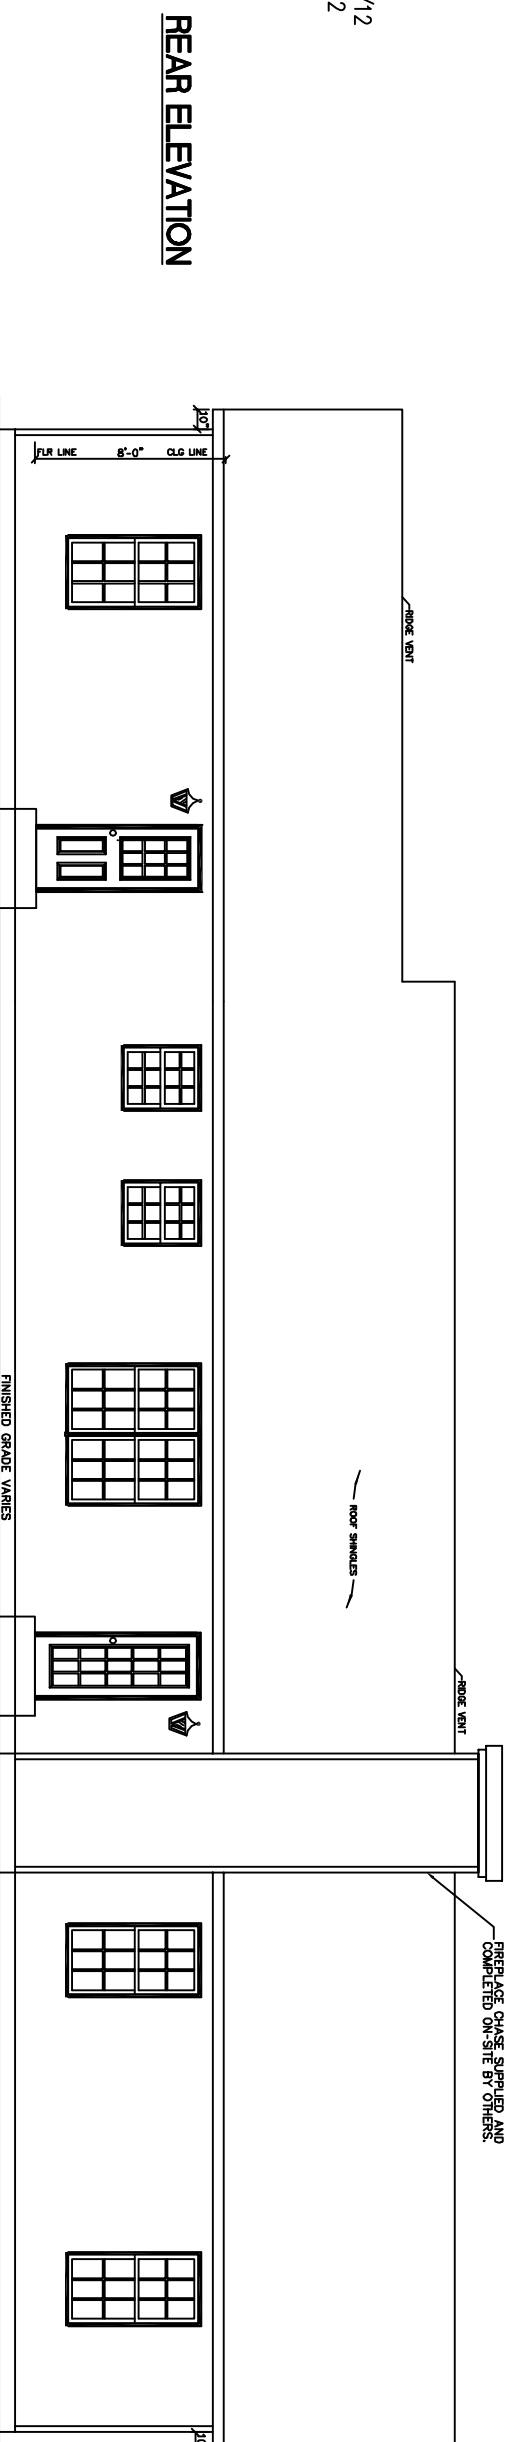 /12
2
REAR ELEVATION
10"
FLR LINE
8'-0"
CLG LINE
RIDGE VENT
FINISHED GRADE VARIES
ROOF SHINGLES
RIDGE VENT
FIREPLACE CHASE SUPPLIED AND
COMPLETED ON-SITE BY OTHERS.
10